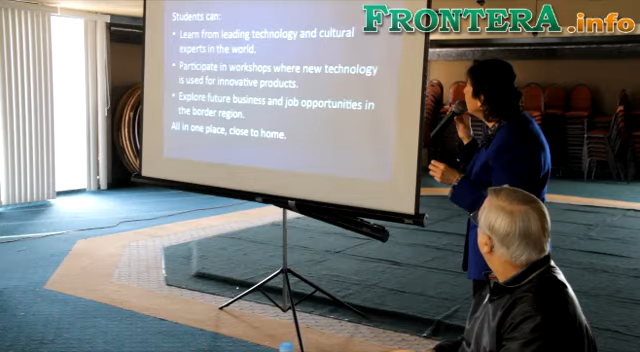 FRONTERA.info
Students can:
• Learn from leading technology and cultural
experts in the world.
• Participate in workshops where new technology
is used for innovative products.
• Explore future business and job opportunities in
the border region.
All in one place, close to home.